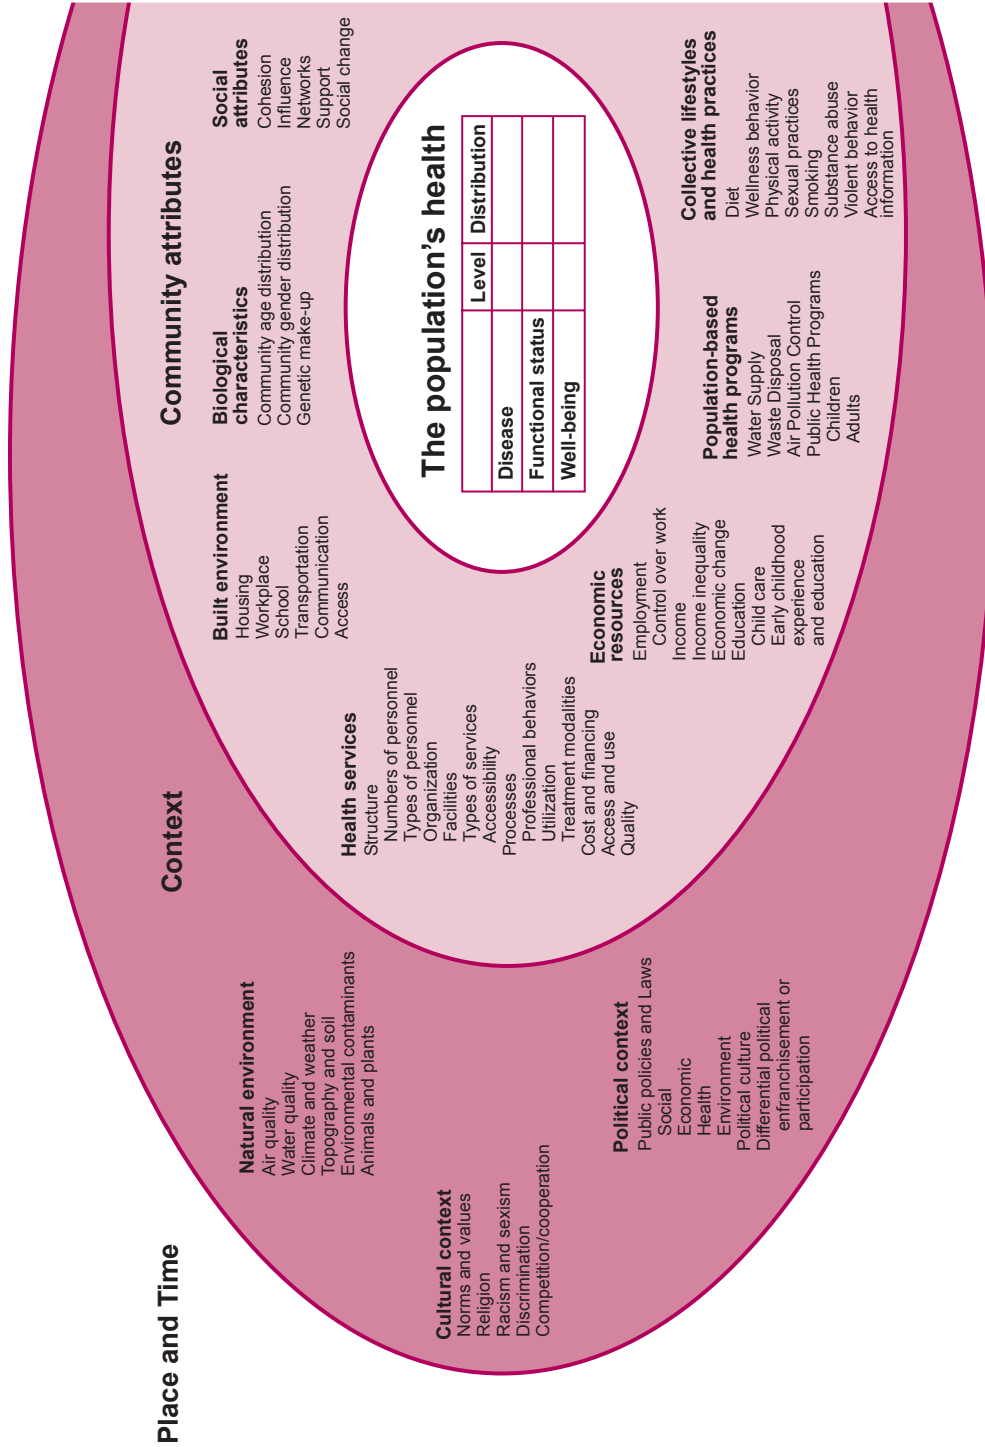 Place and Time
Context
Community attributes
Natural environment
Air quality
Water quality
Climate and weather
Topography and soil
Environmental contaminants
Animals and plants
Cultural context
Norms and values
Religion
Racism and sexism
Discrimination
Competition/cooperation
Political context
Public policies and Laws
Social
Economic
Health
Environment
Political culture
Differential political
enfranchisement or
participation
Health services
Structure
Numbers of personnel
Types of personnel
Organization
Facilities
Types of services
Accessibility
Processes
Professional behaviors
Utilization
Treatment modalities
Cost and financing
Access and use
Quality
Built environment
Housing
Workplace
School
Transportation
Communication
Access
Biological
characteristics
Community age distribution
Community gender distribution
Genetic make-up
Social
attributes
Cohesion
Influence
Networks
Support
Social change
The population's health
Level Distribution
Disease
Functional status
Well-being
Economic
resources
Employment
Control over work
Income
Income inequality
Economic change
Education
Child care
Early childhood
experience
and education
Population-based
health programs
Water Supply
Waste Disposal
Air Pollution Control
Public Health Programs
Children
Adults
Collective lifestyles
and health practices
Diet
Wellness behavior
Physical activity
Sexual practices
Smoking
Substance abuse
Violent behavior
Access to health
information